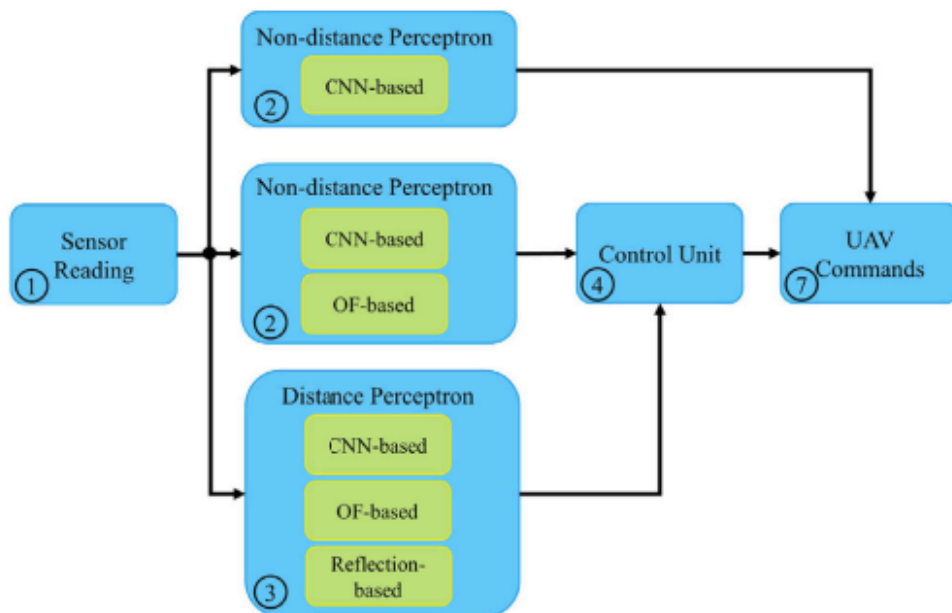 Non-distance Perceptron
CNN-based
2
Non-distance Perceptron
CNN-based
OF-based
2
Sensor
Reading
1
Control Unit
4
UAV
Commands
7
Distance Perceptron
CNN-based
OF-based
Reflection-
based
3